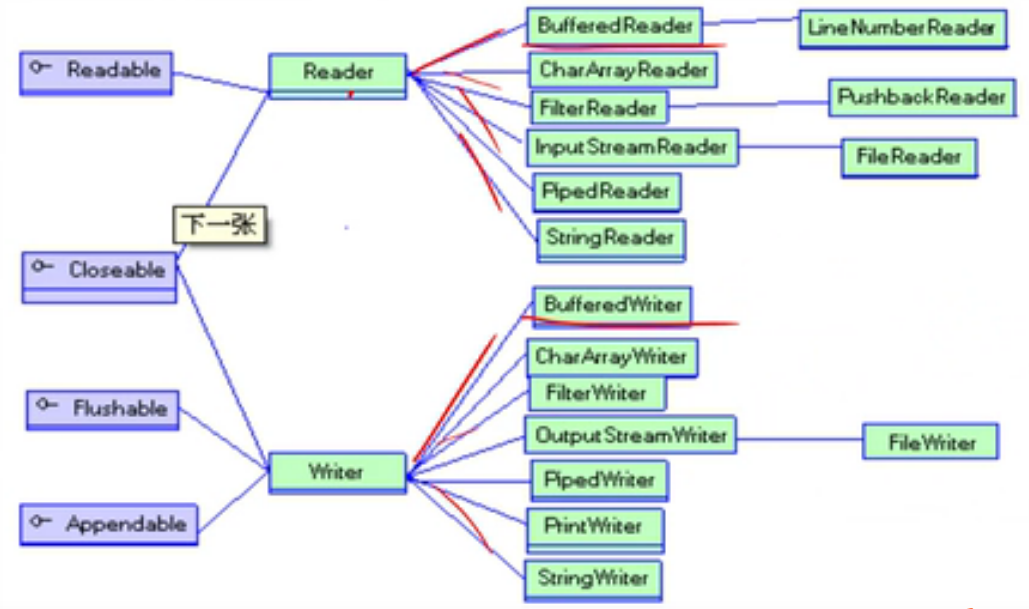 Readable
Closeable
Flushable
Appendable
下一张
Reader
Writer
BufferedReader
LineNumberReader
CharArrayReader
FilterReader
PushbackReader
InputStreamReader
FileReader
PipedReader
StringReader
BufferedWriter
CharArrayWriter
FilterWriter
OutputStreamWriter
FileWriter
PipedWriter
PrintWriter
StringWriter